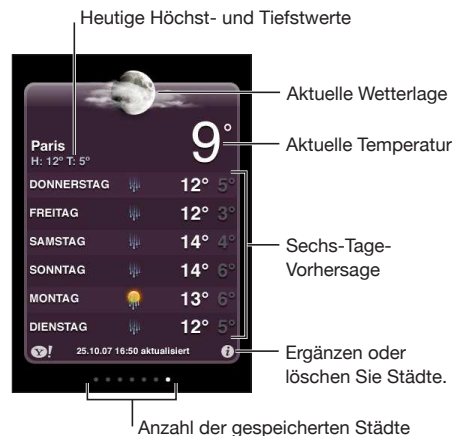 Heutige Höchst- und Tiefstwerte
Aktuelle Wetterlage
9°
Aktuelle Temperatur
Paris
H: 12° T: 5°
DONNERSTAG 12° 5°
FREITAG 12° 3°
SAMSTAG 14° 4°
SONNTAG 14° 6°
MONTAG 13° 6°
DIENSTAG 12° 5°
Sechs-Tage-
Vorhersage
Y! 25.10.07 16:50 aktualisiert i
Ergänzen oder
löschen Sie Städte.
Anzahl der gespeicherten Städte